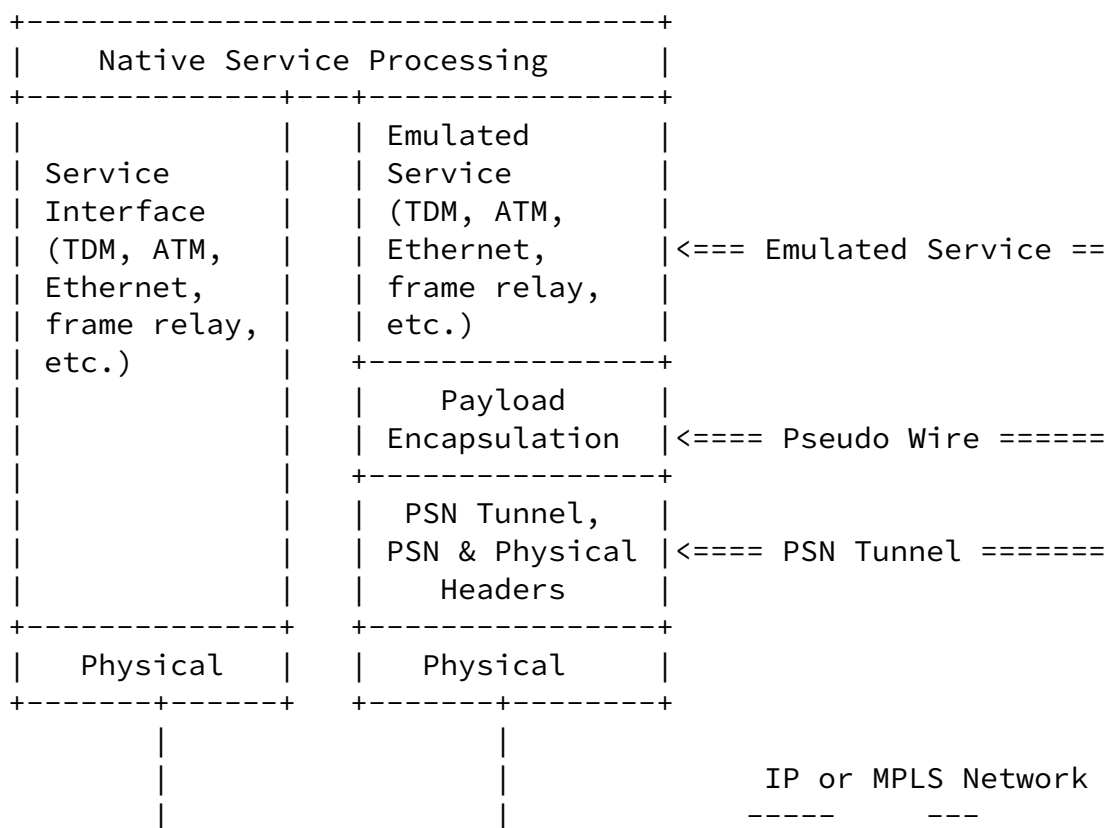 +-----------------------------------+
|    Native Service Processing      |
+--------------+---+----------------+
|              |   | Emulated       |
| Service      |   | Service        |
| Interface    |   | (TDM, ATM,     |
| (TDM, ATM,   |   | Ethernet,      |<=== Emulated Service ==
| Ethernet,    |   | frame relay,   |
| frame relay, |   | etc.)          |
| etc.)        |   +----------------+
|              |   |    Payload     |
|              |   | Encapsulation  |<==== Pseudo Wire ======
|              |   +----------------+
|              |   |  PSN Tunnel,   |
|              |   | PSN & Physical |<==== PSN Tunnel =======
|              |   |    Headers     |
+--------------+   +----------------+
|   Physical   |   |   Physical     |
+-------+------+   +-------+--------+
        |                  |
        |                  |              IP or MPLS Network
        |                  |             -----     ---